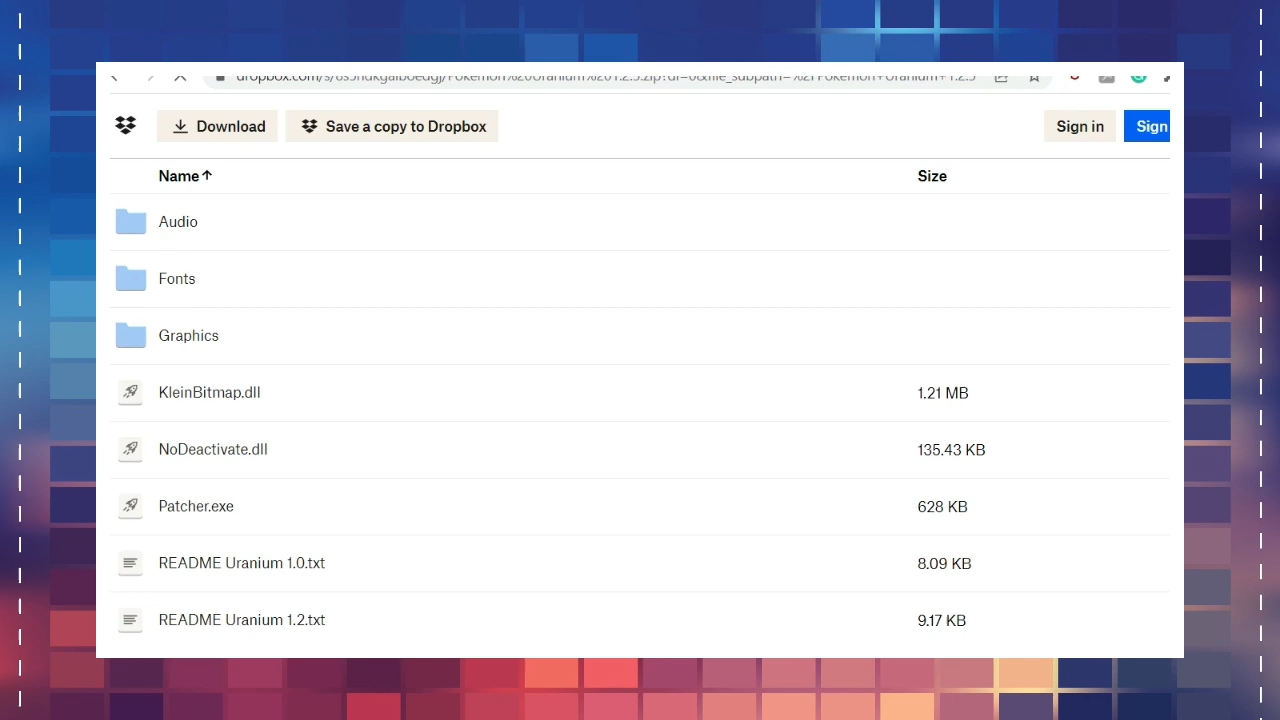 Download
Save a copy to Dropbox
Sign in
Sign
Name
Size
Audio
Fonts
Graphics
KleinBitmap.dll
1.21 MB
NoDeactivate.dll
135.43 KB
Patcher.exe
628 KB
README Uranium 1.0.txt
8.09 KB
README Uranium 1.2.txt
9.17 KB